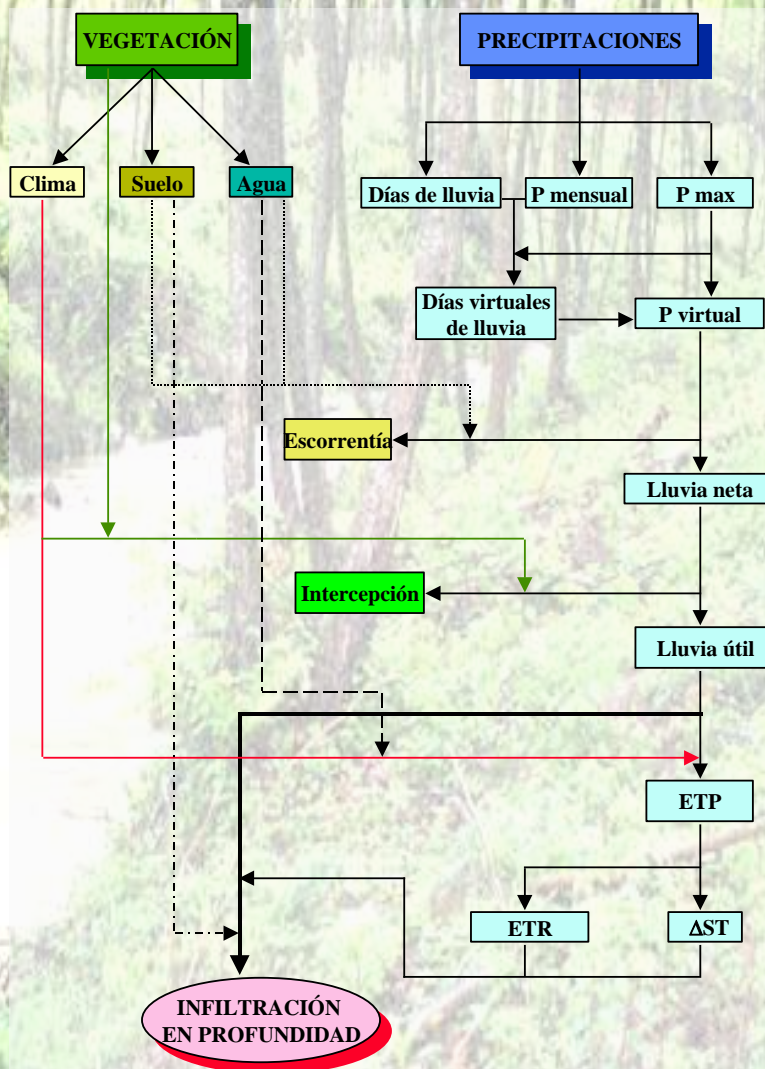 VEGETACIÓN
PRECIPITACIONES
Clima
Suelo
Agua
Días de lluvia
P mensual
P max
Días virtuales
de lluvia
P virtual
Escorrentía
Lluvia neta
Intercepción
Lluvia útil
ETP
ETR
ΔST
INFILTRACIÓN
EN PROFUNDIDAD